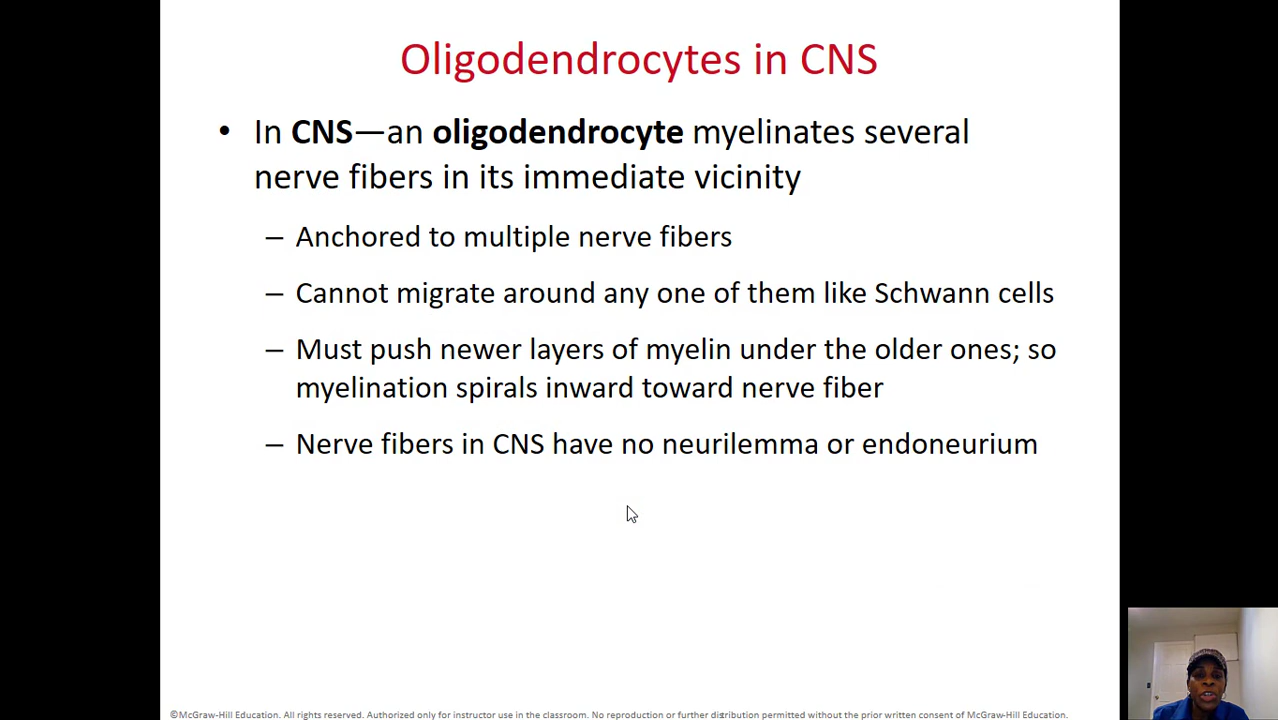 Oligodendrocytes in CNS
• In CNS—an oligodendrocyte myelinates several
nerve fibers in its immediate vicinity
– Anchored to multiple nerve fibers
– Cannot migrate around any one of them like Schwann cells
– Must push newer layers of myelin under the older ones; so
myelination spirals inward toward nerve fiber
– Nerve fibers in CNS have no neurilemma or endoneurium
©McGraw-Hill Education. All rights reserved. Authorized only for instructor use in the classroom. No reproduction or further distribution permitted without the prior written consent of McGraw-Hill Education.